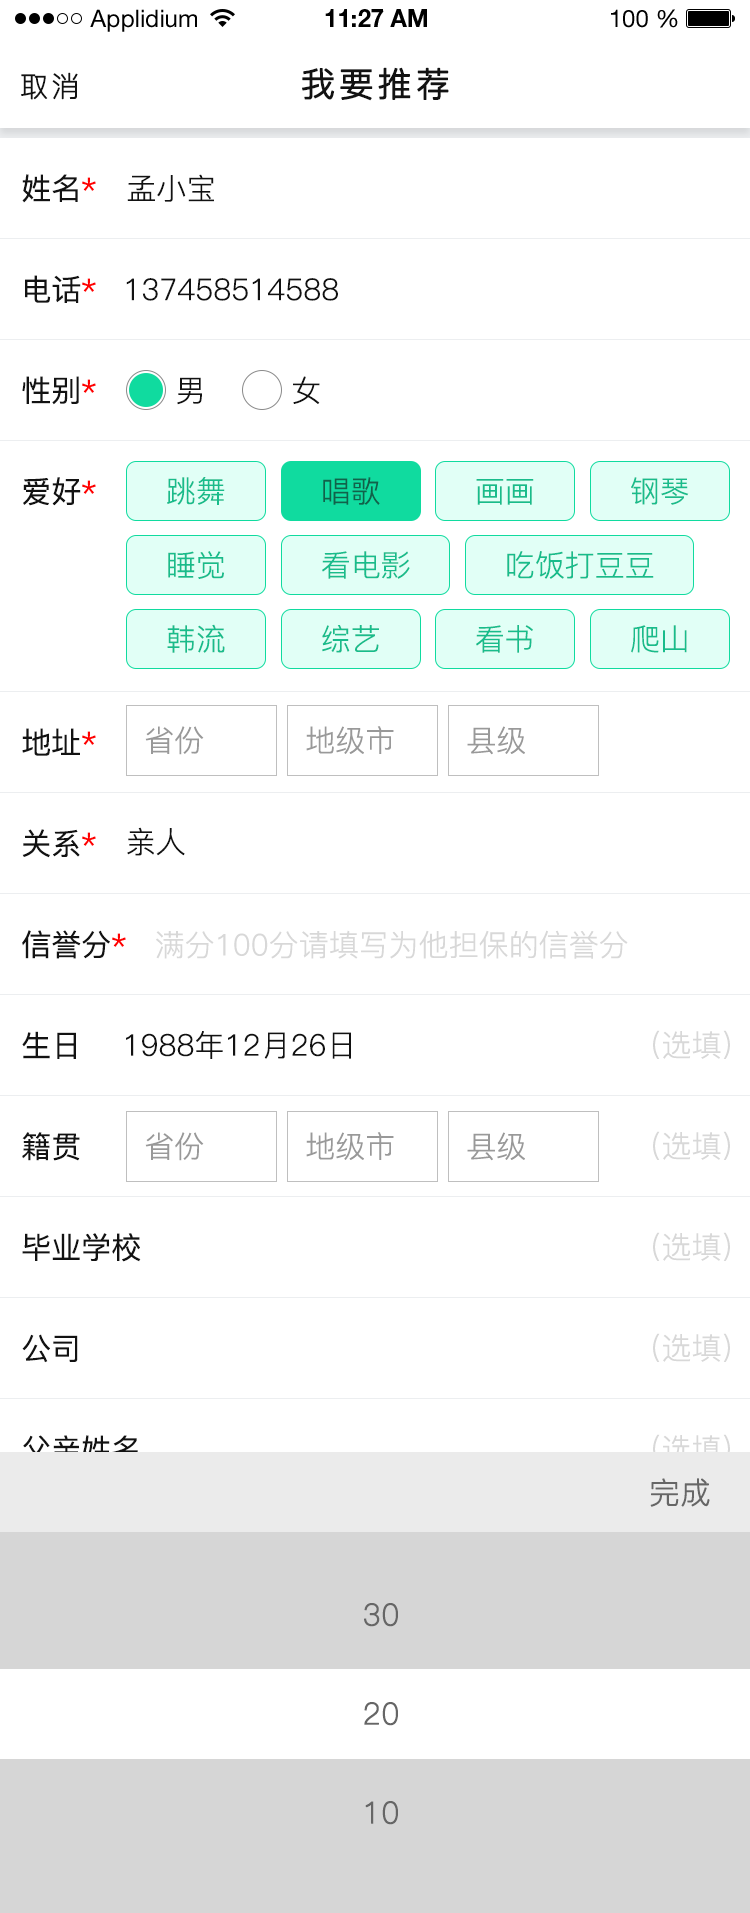 Applidium 11:27 AM 100 %
取消 我要推荐
姓名* 孟小宝
电话* 137458514588
性别* 男 女
爱好* 跳舞 唱歌 画画 钢琴
睡觉 看电影 吃饭打豆豆
韩流 综艺 看书 爬山
地址* 省份 地级市 县级
关系* 亲人
信誉分* 满分100分请填写为他担保的信誉分
生日 1988年12月26日 (选填)
籍贯 省份 地级市 县级 (选填)
毕业学校 (选填)
公司 (选填)
父亲姓名 (选填)
完成
30
20
10